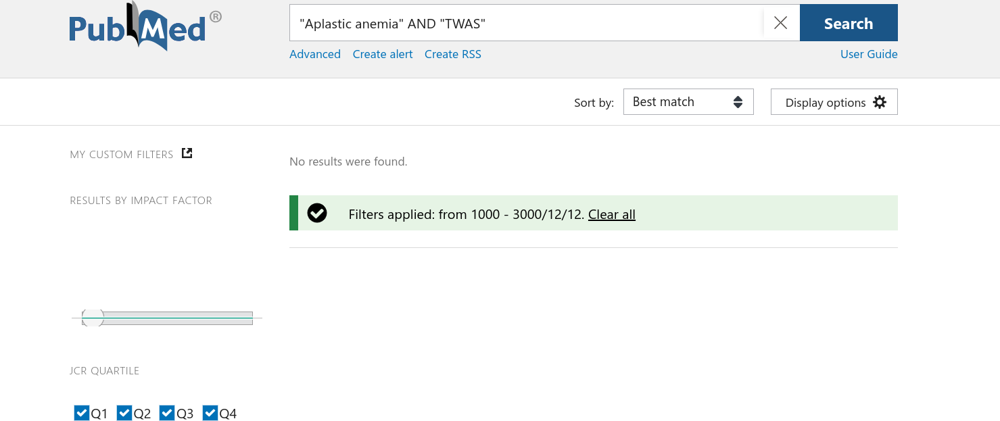 PubMed®
"Aplastic anemia" AND "TWAS"
Search
Advanced Create alert Create RSS
User Guide
Sort by: Best match
Display options
MY CUSTOM FILTERS
No results were found.
RESULTS BY IMPACT FACTOR
Filters applied: from 1000 - 3000/12/12. Clear all
JCR QUARTILE
Q1 Q2 Q3 Q4